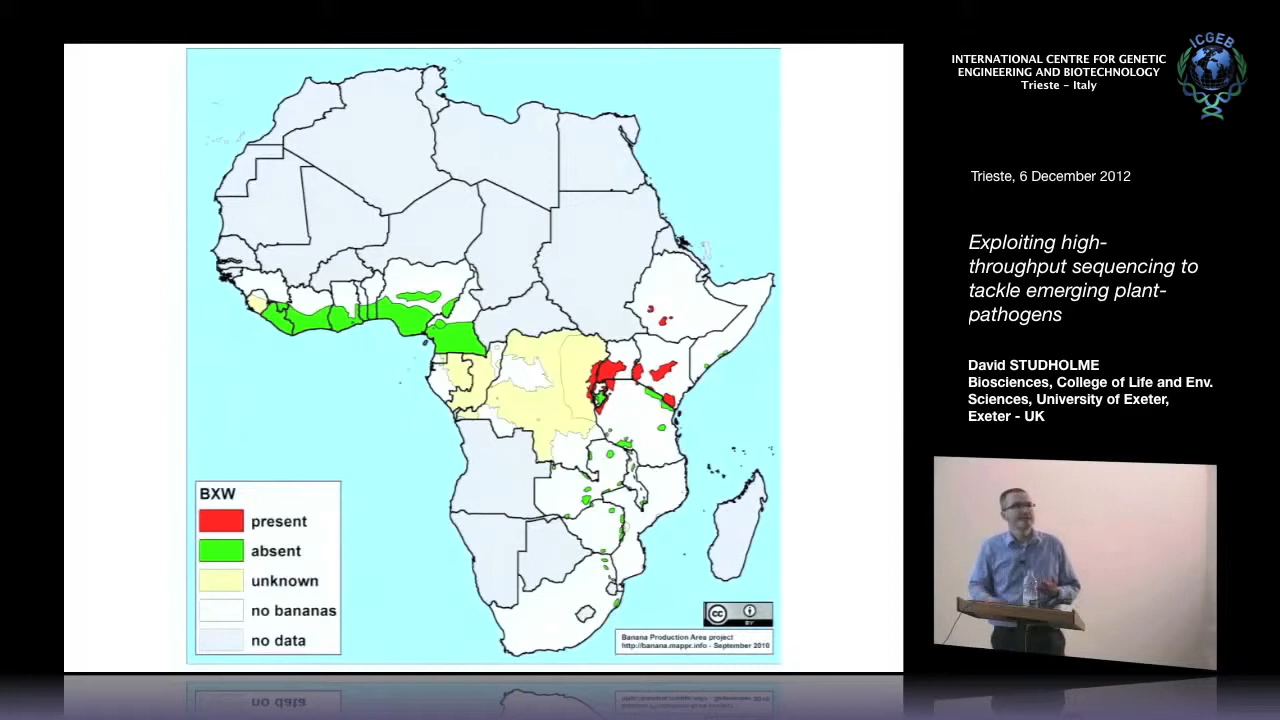 BXW
present
absent
unknown
no bananas
no data
cc
BY
Banana Production Area project
http://banana.mappr.info - September 2010
INTERNATIONAL CENTRE FOR GENETIC
ENGINEERING AND BIOTECHNOLOGY
Trieste – Italy
ICGEB
Trieste, 6 December 2012
Exploiting high-
throughput sequencing to
tackle emerging plant-
pathogens
David STUDHOLME
Biosciences, College of Life and Env.
Sciences, University of Exeter,
Exeter - UK